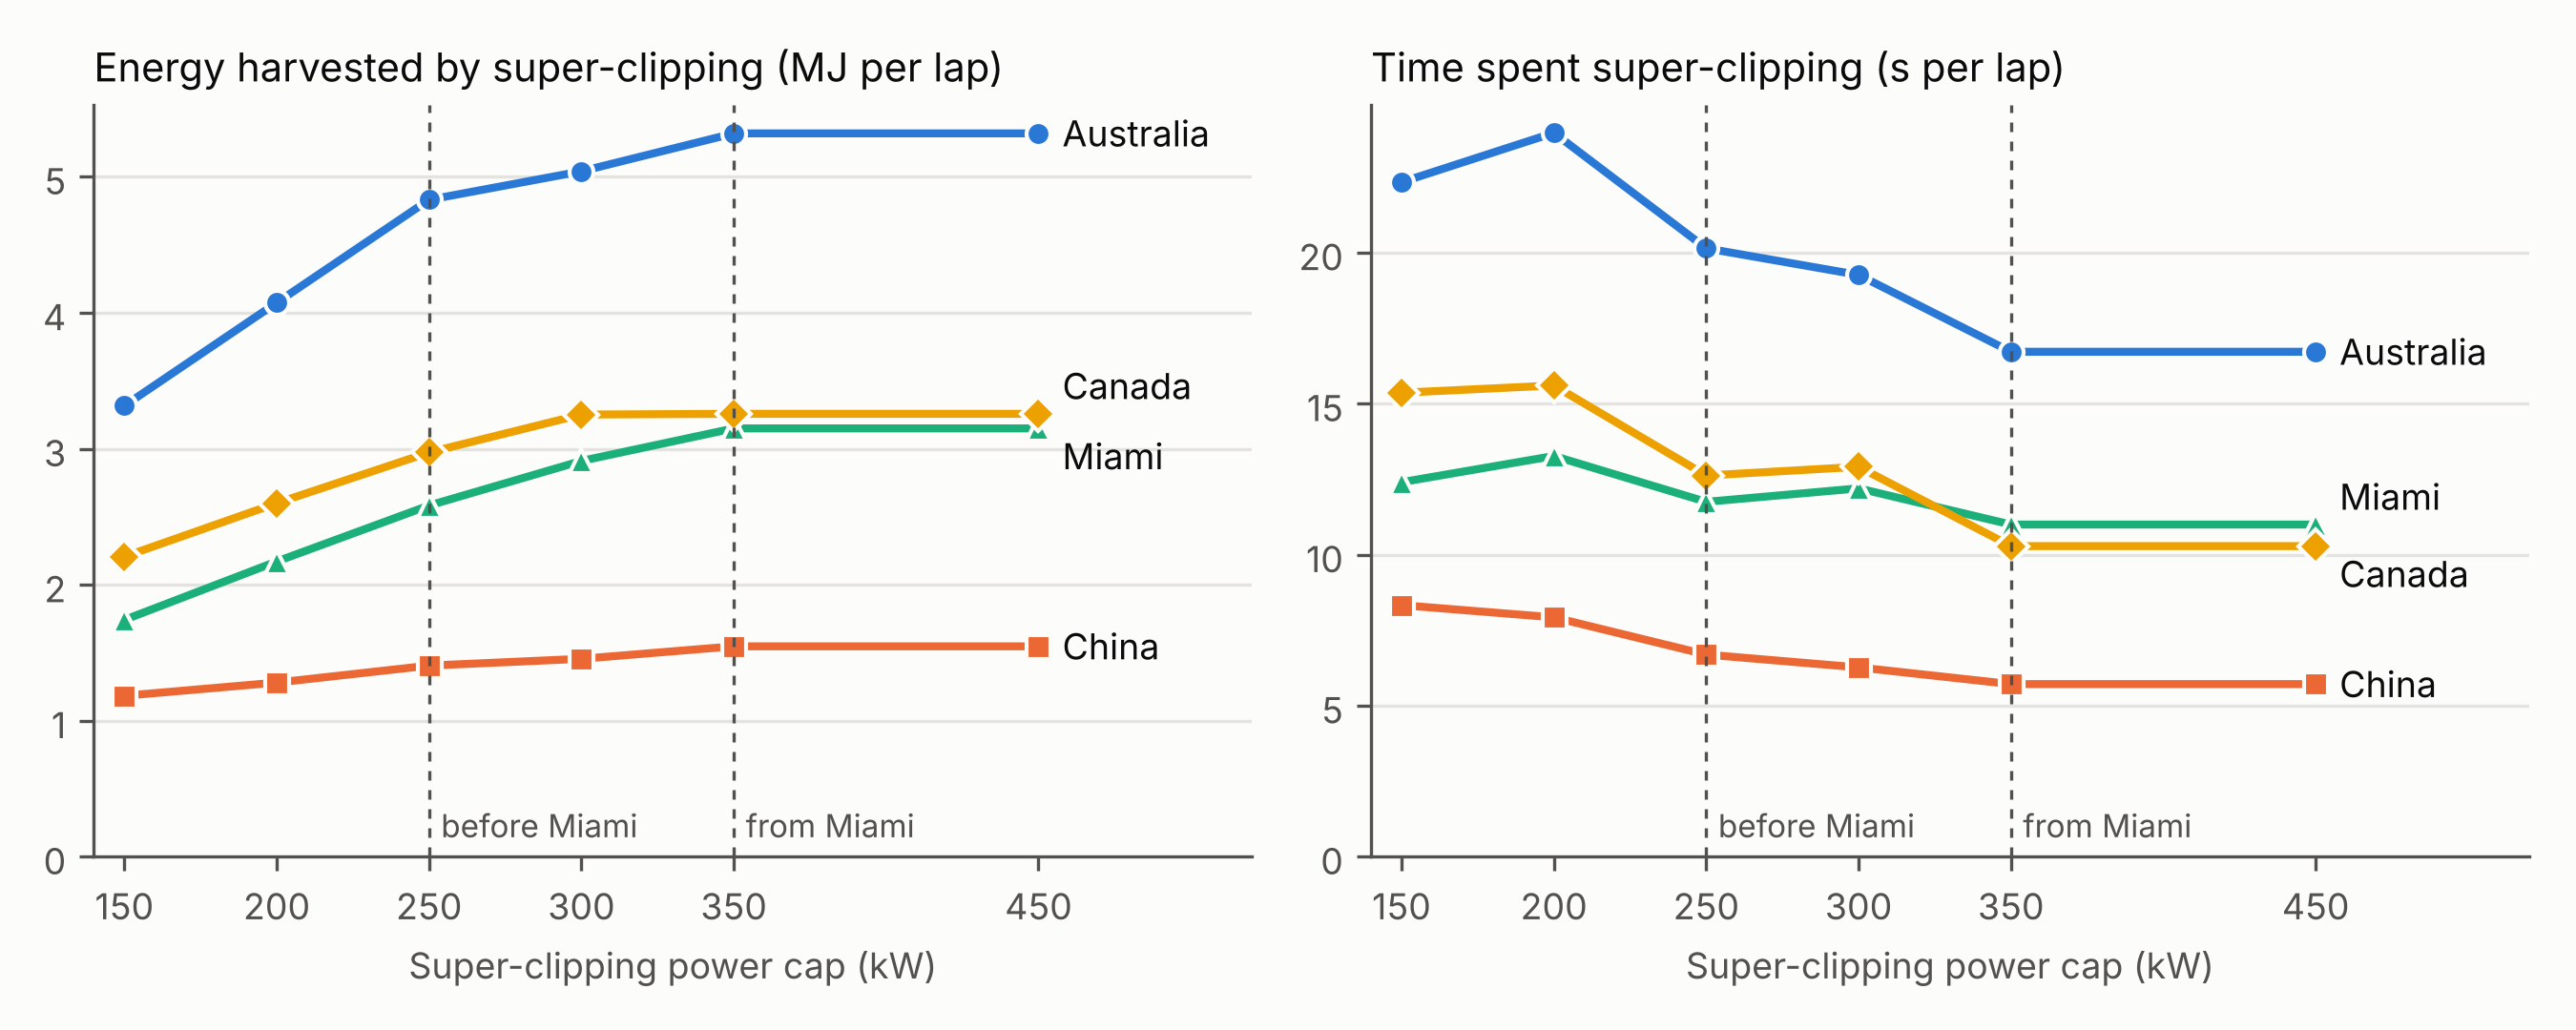 Energy harvested by super-clipping (MJ per lap)
5
4
3
2
1
0
Australia
Canada
Miami
China
before Miami
from Miami
150 200 250 300 350 450
Super-clipping power cap (kW)
Time spent super-clipping (s per lap)
20
15
10
5
0
Australia
Miami
Canada
China
before Miami
from Miami
150 200 250 300 350 450
Super-clipping power cap (kW)